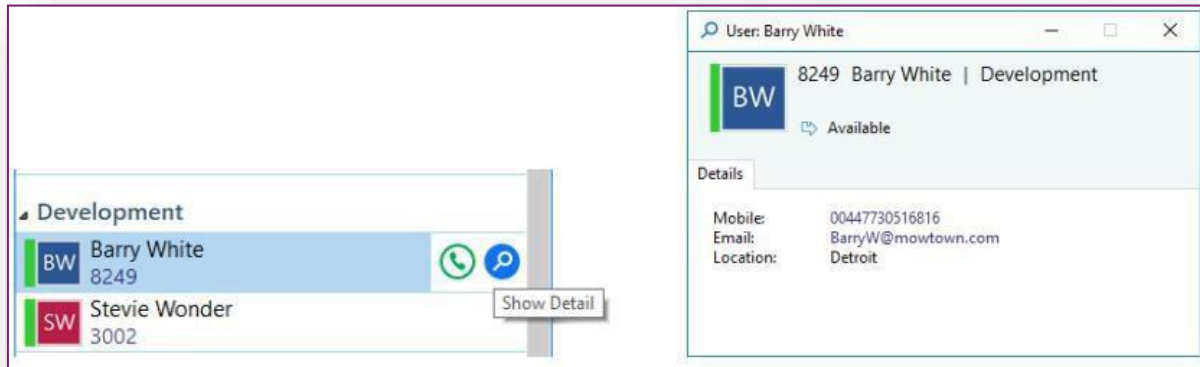 Development
BW
Barry White
8249
Show Detail
SW
Stevie Wonder
3002
User: Barry White
BW
8249 Barry White | Development
Available
Details
Mobile: 00447730516816
Email: BarryW@mowtown.com
Location: Detroit